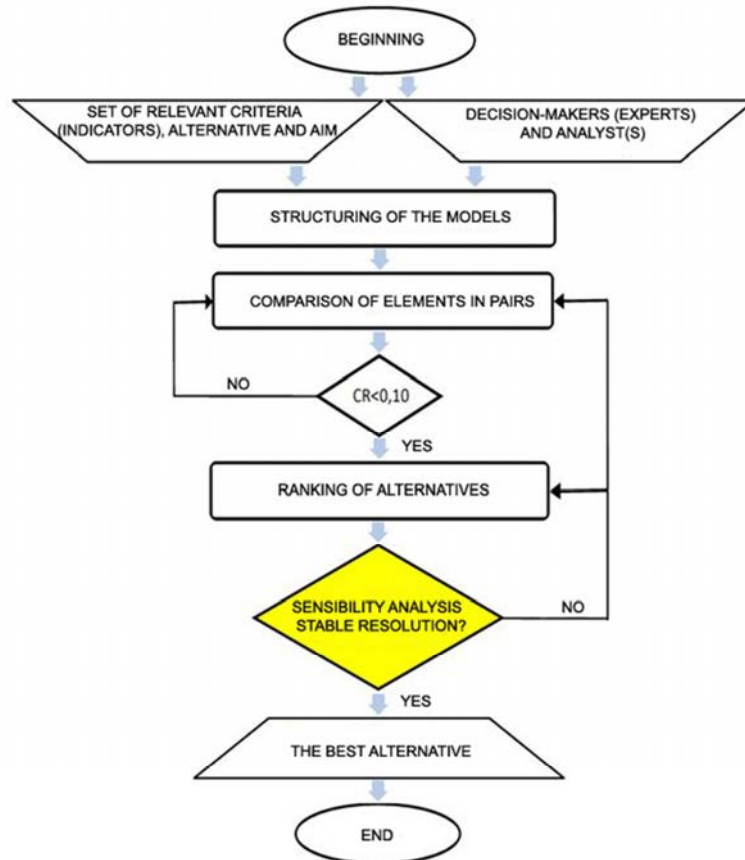 BEGINNING
SET OF RELEVANT CRITERIA
(INDICATORS), ALTERNATIVE AND AIM
DECISION-MAKERS (EXPERTS)
AND ANALYST(S)
STRUCTURING OF THE MODELS
COMPARISON OF ELEMENTS IN PAIRS
NO
CR<0,10
YES
RANKING OF ALTERNATIVES
SENSIBILITY ANALYSIS
STABLE RESOLUTION?
NO
YES
THE BEST ALTERNATIVE
END